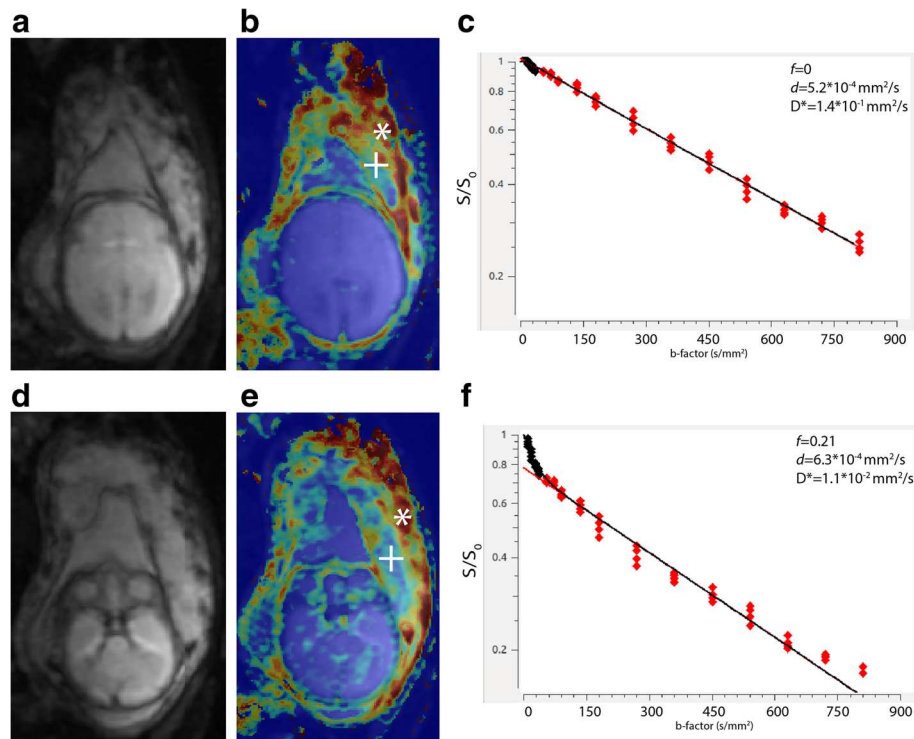 a
b
c
1
0.8
0.6
0.4
0.2
S/S₀
f=0
d=5.2*10⁻⁴ mm²/s
D*=1.4*10⁻¹ mm²/s
0
150
300
450
600
750
900
b-factor (s/mm²)
*
+
d
e
f
1
0.8
0.6
0.4
0.2
S/S₀
f=0.21
d=6.3*10⁻⁴ mm²/s
D*=1.1*10⁻² mm²/s
0
150
300
450
600
750
900
b-factor (s/mm²)
*
+